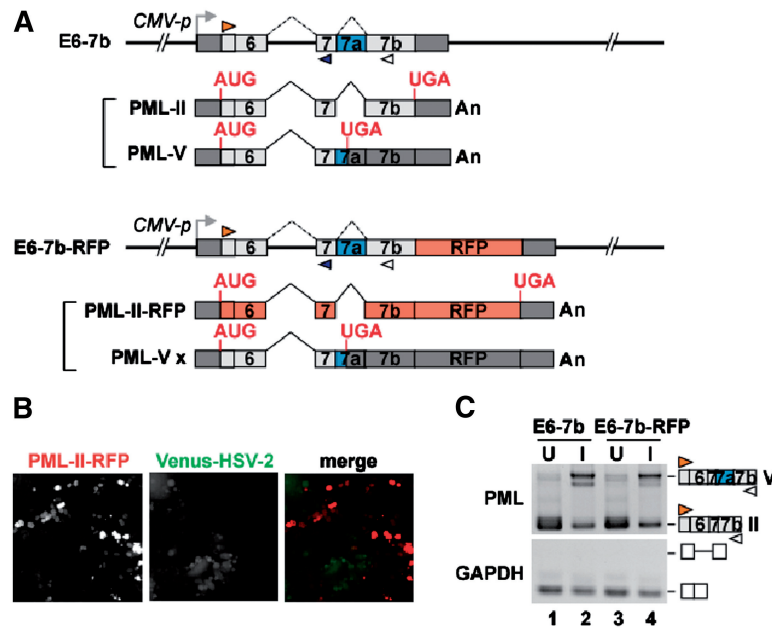 A
CMV-p
E6-7b
6
7
7a
7b
AUG
UGA
PML-II
6
7
7b
An
AUG
UGA
PML-V
6
7
7a
7b
An
CMV-p
E6-7b-RFP
6
7
7a
7b
RFP
AUG
UGA
PML-II-RFP
6
7
7b
RFP
An
AUG
UGA
PML-V x
6
7
7a
7b
RFP
An
B
PML-II-RFP
Venus-HSV-2
merge
C
E6-7b
E6-7b-RFP
U
I
U
I
PML
6 7 7a 7b
V
6 7 7b
II
GAPDH
1
2
3
4